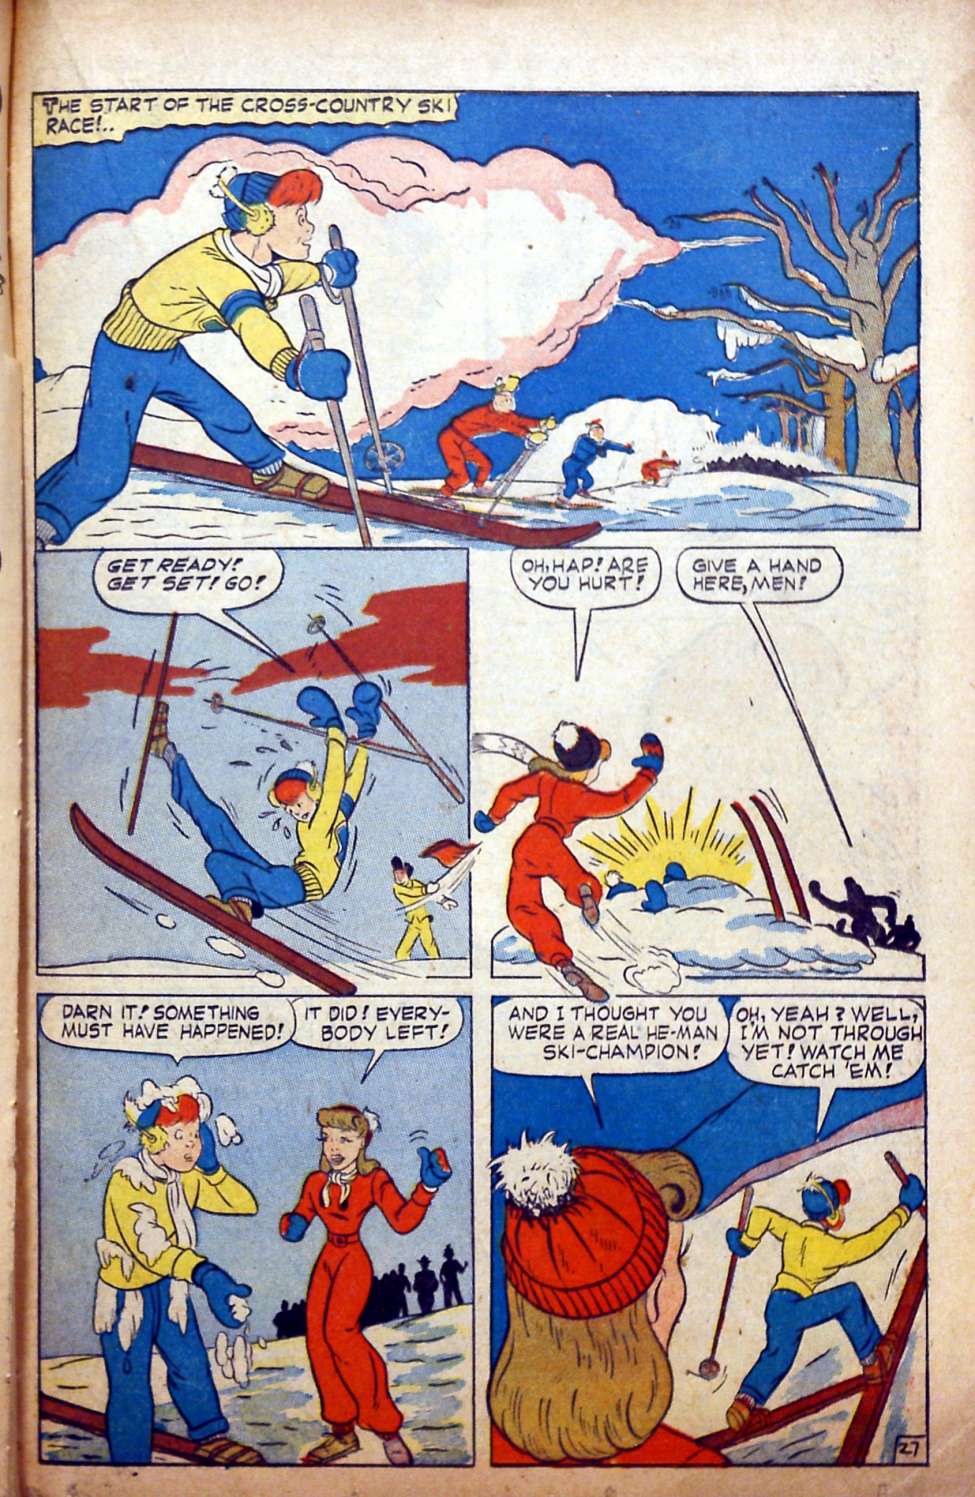 THE START OF THE CROSS-COUNTRY SKI
RACE!..
GET READY!
GET SET! GO!
OH, HAP! ARE
YOU HURT!
GIVE A HAND
HERE, MEN!
DARN IT! SOMETHING
MUST HAVE HAPPENED!
IT DID! EVERY-
BODY LEFT!
AND I THOUGHT YOU
WERE A REAL HE-MAN
SKI-CHAMPION!
OH, YEAH? WELL,
I'M NOT THROUGH
YET! WATCH ME
CATCH 'EM!
27